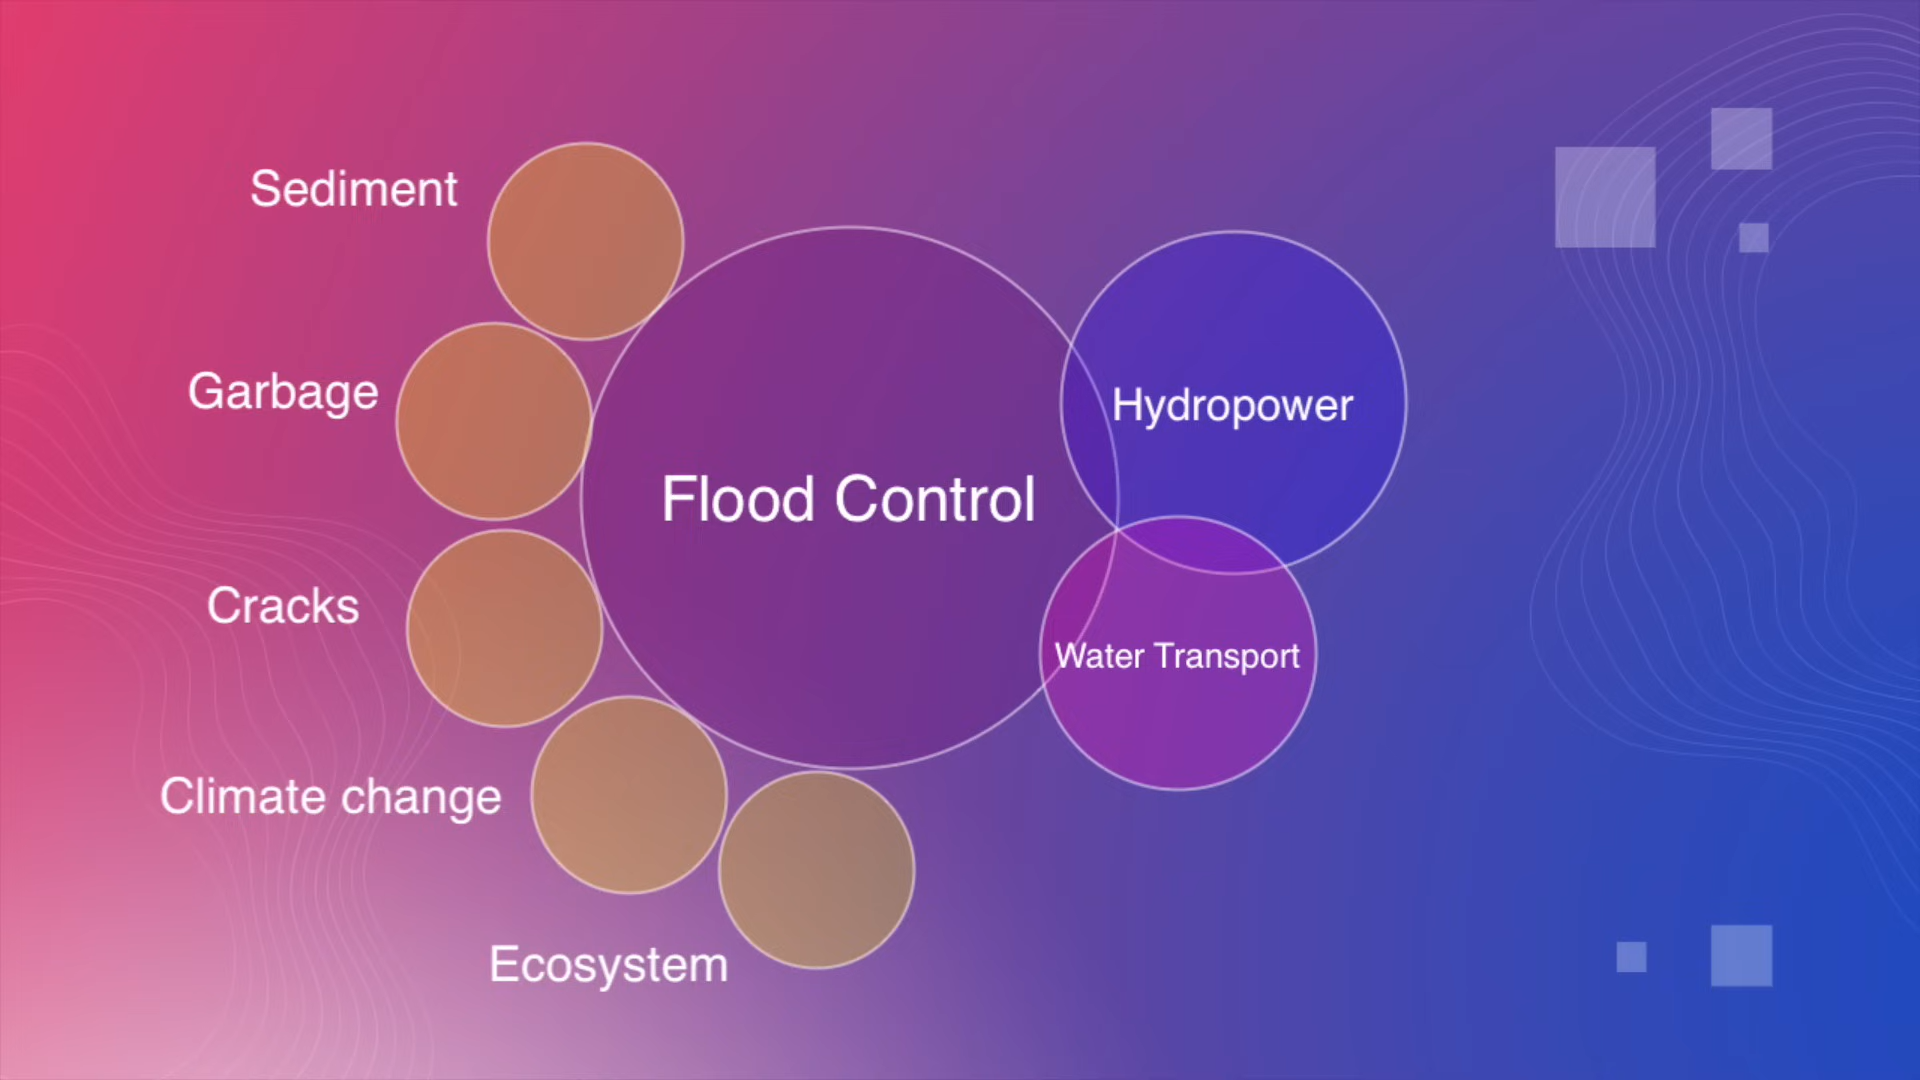 Sediment
Garbage
Cracks
Climate change
Ecosystem
Flood Control
Hydropower
Water Transport